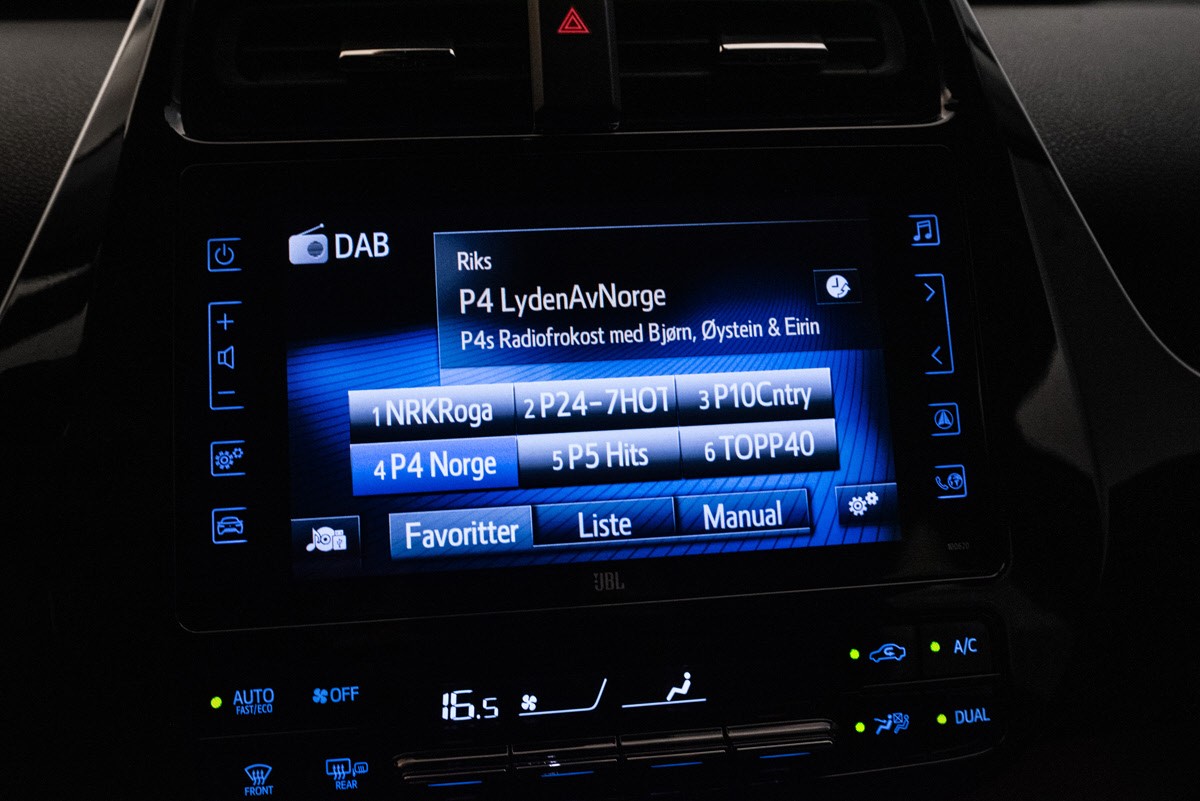 DAB
Riks
P4 LydenAvNorge
P4s Radiofrokost med Bjørn, Øystein & Eirin
1 NRKRoga 2 P24-7HOT 3 P10Cntry
4 P4 Norge 5 P5 Hits 6 TOPP40
Favoritter Liste Manual
100620
JBL
A/C
AUTO
FAST/ECO
OFF
16.5
DUAL
FRONT
REAR